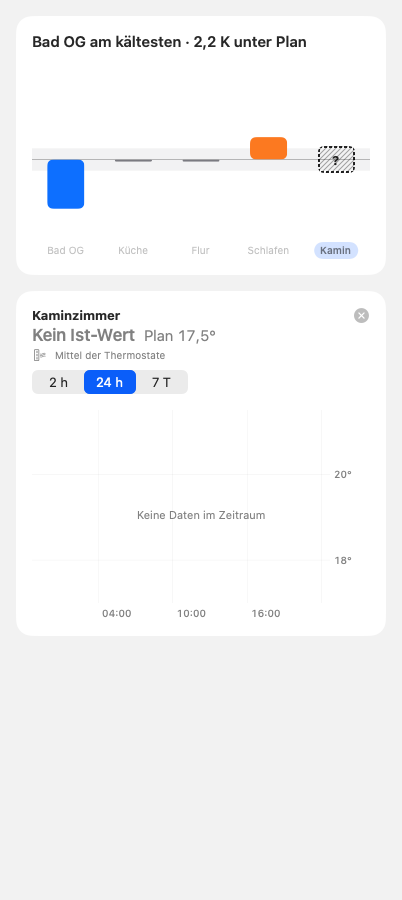 Bad OG am kältesten · 2,2 K unter Plan
?
Bad OG Küche Flur Schlafen Kamin
Kaminzimmer
Kein Ist-Wert Plan 17,5°
Mittel der Thermostate
2 h 24 h 7 T
20°
Keine Daten im Zeitraum
18°
04:00 10:00 16:00